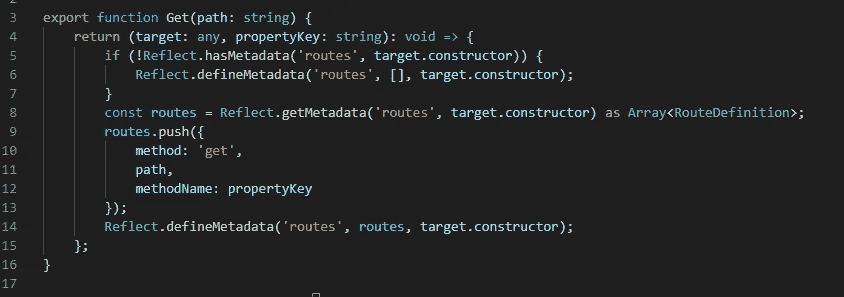 3 export function Get(path: string) {
4     return (target: any, propertyKey: string): void => {
5         if (!Reflect.hasMetadata('routes', target.constructor)) {
6             Reflect.defineMetadata('routes', [], target.constructor);
7         }
8         const routes = Reflect.getMetadata('routes', target.constructor) as Array<RouteDefinition>;
9         routes.push({
10             method: 'get',
11             path,
12             methodName: propertyKey
13         });
14         Reflect.defineMetadata('routes', routes, target.constructor);
15     };
16 }
17